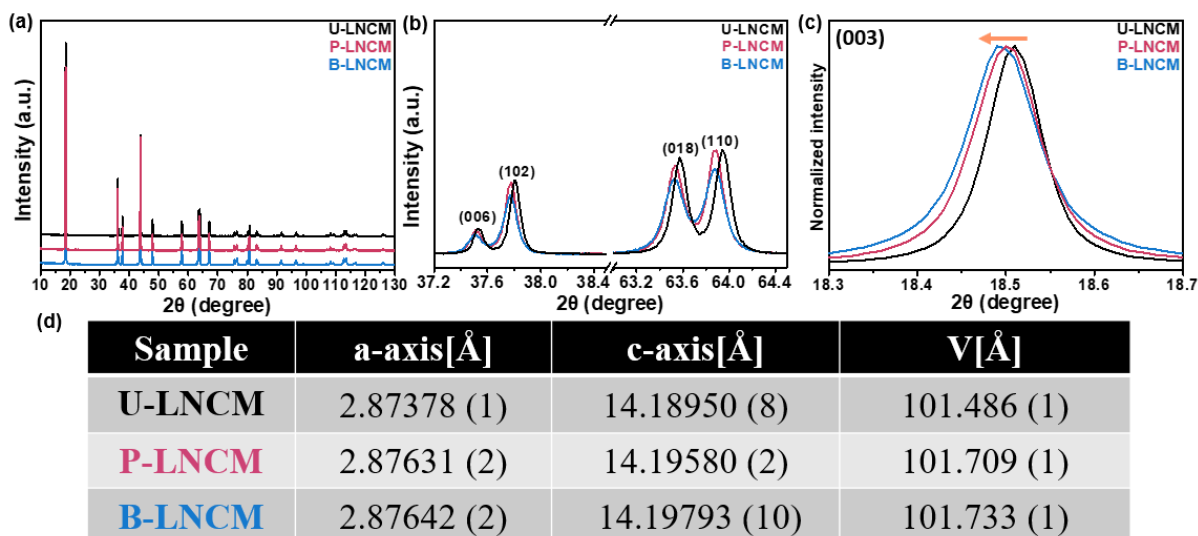 (a)
U-LNCM
P-LNCM
B-LNCM
Intensity (a.u.)
10 20 30 40 50 60 70 80 90 100 110 120 130
2θ (degree)
(b)
U-LNCM
P-LNCM
B-LNCM
Intensity (a.u.)
(006)
(102)
(018)
(110)
37.2 37.6 38.0 38.4 63.2 63.6 64.0 64.4
2θ (degree)
(c)
(003)
U-LNCM
P-LNCM
B-LNCM
Normalized intensity
18.3 18.4 18.5 18.6 18.7
2θ (degree)
(d)
Sample a-axis[Å] c-axis[Å] V[Å]
U-LNCM 2.87378 (1) 14.18950 (8) 101.486 (1)
P-LNCM 2.87631 (2) 14.19580 (2) 101.709 (1)
B-LNCM 2.87642 (2) 14.19793 (10) 101.733 (1)